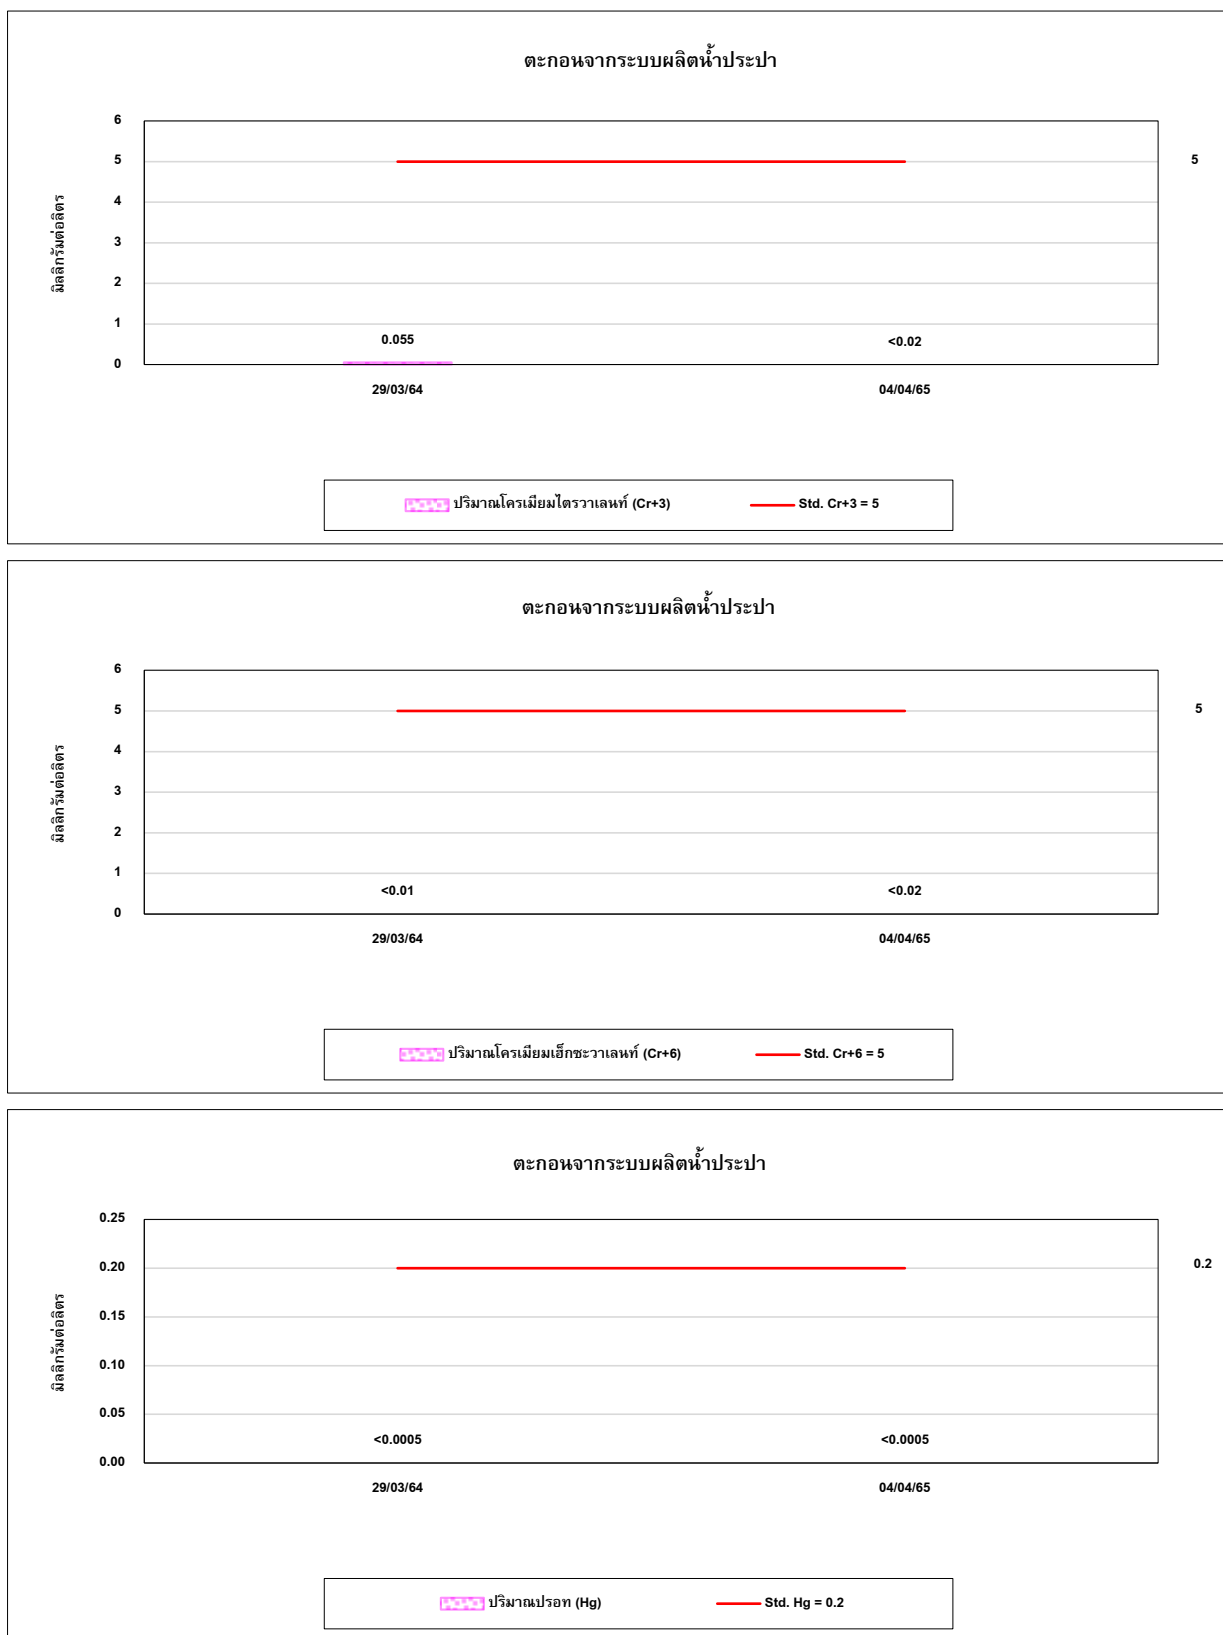 ตะกอนจากระบบผลิตน้ำประปา
มิลลิกรัมต่อลิตร
6
5
4
3
2
1
0
5
0.055
<0.02
29/03/64
04/04/65
ปริมาณโครเมียมไตรวาเลนท์ (Cr+3)
Std. Cr+3 = 5
ตะกอนจากระบบผลิตน้ำประปา
มิลลิกรัมต่อลิตร
6
5
4
3
2
1
0
5
<0.01
<0.02
29/03/64
04/04/65
ปริมาณโครเมียมเฮ็กซะวาเลนท์ (Cr+6)
Std. Cr+6 = 5
ตะกอนจากระบบผลิตน้ำประปา
มิลลิกรัมต่อลิตร
0.25
0.20
0.15
0.10
0.05
0.00
0.2
<0.0005
<0.0005
29/03/64
04/04/65
ปริมาณปรอท (Hg)
Std. Hg = 0.2